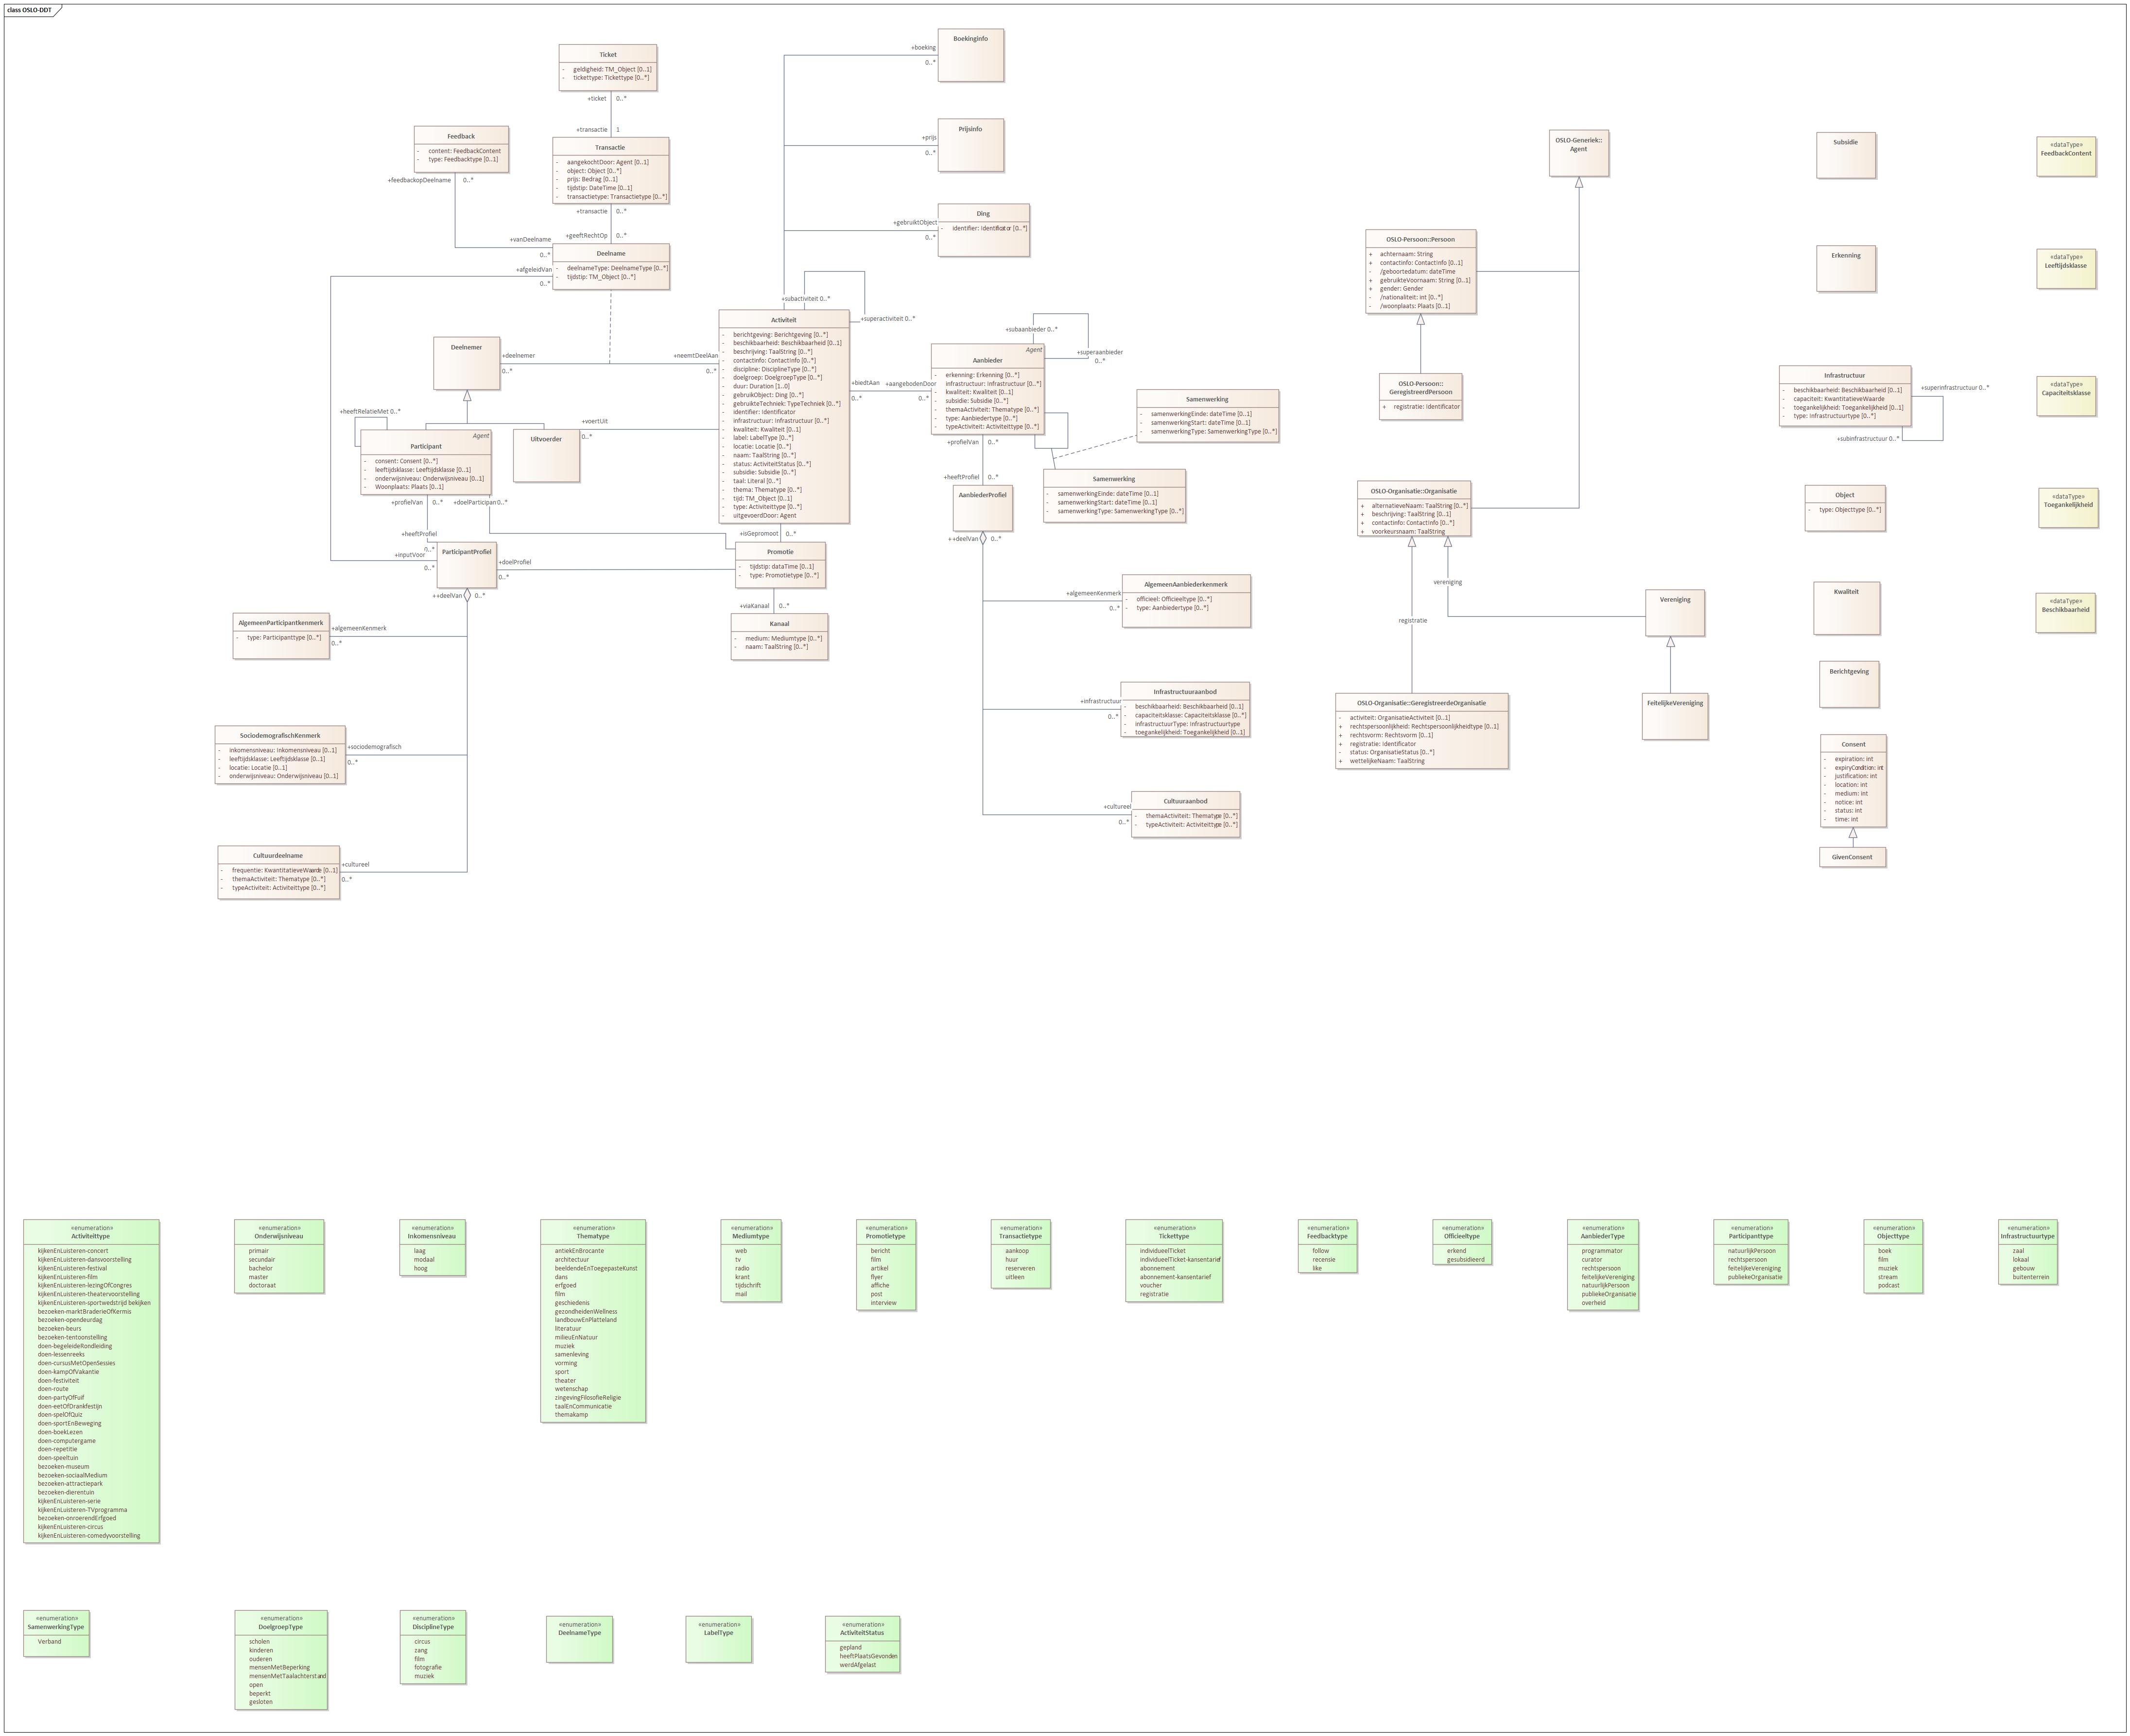 class OSLO-DDT
Ticket
- geldigheid: TM_Object [0..1]
- tickettype: Tickettype [0..*]
+ticket 0..*
+transactie 1
Transactie
- aangekochtDoor: Agent [0..1]
- object: Object [0..*]
- prijs: Bedrag [0..1]
- tijdstip: DateTime [0..1]
- transactietype: Transactietype [0..*]
+transactie 0..*
+geeftRechtOp 0..*
Feedback
- content: FeedbackContent
- type: Feedbacktype [0..1]
+feedbackopDeelname 0..*
+vanDeelname
0..*
Deelname
- deelnameType: DeelnameType [0..*]
- tijdstip: TM_Object [0..*]
+afgeleidVan
0..*
Boekinginfo
+boeking
0..*
Prijsinfo
+prijs
0..*
Ding
- identifier: Identificator [0..*]
+gebruiktObject
0..*
+subactiviteit 0..*
+superactiviteit 0..*
Activiteit
- berichtgeving: Berichtgeving [0..*]
- beschikbaarheid: Beschikbaarheid [0..1]
- beschrijving: TaalString [0..*]
- contactinfo: ContactInfo [0..*]
- discipline: DisciplineType [0..*]
- doelgroep: DoelgroepType [0..*]
- duur: Duration [1..0]
- gebruikObject: Ding [0..*]
- gebruikteTechniek: TypeTechniek [0..*]
- identifier: Identificator
- infrastructuur: Infrastructuur [0..*]
- kwaliteit: Kwaliteit [0..1]
- label: LabelType [0..*]
- locatie: Locatie [0..*]
- naam: TaalString [0..*]
- status: ActiviteitStatus [0..*]
- subsidie: Subsidie [0..*]
- taal: Literal [0..*]
- thema: Thematype [0..*]
- tijd: TM_Object [0..1]
- type: Activiteittype [0..*]
- uitgevoerdDoor: Agent
Deelnemer
+deelnemer
0..*
+neemtDeelAan
0..*
+heeftRelatieMet 0..*
Agent
Participant
- consent: Consent [0..*]
- leeftijdsklasse: Leeftijdsklasse [0..1]
- onderwijsniveau: Onderwijsniveau [0..1]
- Woonplaats: Plaats [0..1]
Uitvoerder
+voertUit
0..*
+profielVan 0..*
+doelParticipan 0..*
+heeftProfiel
0..*
+inputVoor
0..*
ParticipantProfiel
+doelProfiel
0..*
++deelVan 0..*
+isGepromoot 0..*
Promotie
- tijdstip: dataTime [0..1]
- type: Promotietype [0..*]
+viaKanaal 0..*
Kanaal
- medium: Mediumtype [0..*]
- naam: TaalString [0..*]
AlgemeenParticipantkenmerk
- type: Participanttype [0..*]
+algemeenKenmerk
0..*
SociodemografischKenmerk
- inkomensniveau: Inkomensniveau [0..1]
- leeftijdsklasse: Leeftijdsklasse [0..1]
- locatie: Locatie [0..1]
- onderwijsniveau: Onderwijsniveau [0..1]
+sociodemografisch
0..*
Cultuurdeelname
- frequentie: KwantitatieveWaarde [0..1]
- themaActiviteit: Thematype [0..*]
- typeActiviteit: Activiteittype [0..*]
+cultureel
0..*
+subaanbieder 0..*
+superaanbieder
0..*
+biedtAan
0..*
+aangebodenDoor
0..*
Agent
Aanbieder
- erkenning: Erkenning [0..*]
- infrastructuur: Infrastructuur [0..*]
- kwaliteit: Kwaliteit [0..1]
- subsidie: Subsidie [0..*]
- themaActiviteit: Thematype [0..*]
- type: Aanbiedertype [0..*]
- typeActiviteit: Activiteittype [0..*]
Samenwerking
- samenwerkingEinde: dateTime [0..1]
- samenwerkingStart: dateTime [0..1]
- samenwerkingType: SamenwerkingType [0..*]
Samenwerking
- samenwerkingEinde: dateTime [0..1]
- samenwerkingStart: dateTime [0..1]
- samenwerkingType: SamenwerkingType [0..*]
+profielVan 0..*
+heeftProfiel 0..*
AanbiederProfiel
++deelVan 0..*
AlgemeenAanbiederkenmerk
- officieel: Officieeltype [0..*]
- type: Aanbiedertype [0..*]
+algemeenKenmerk
0..*
Infrastructuuraanbod
- beschikbaarheid: Beschikbaarheid [0..1]
- capaciteitsklasse: Capaciteitsklasse [0..*]
- infrastructuurType: Infrastructuurtype
- toegankelijkheid: Toegankelijkheid [0..1]
+infrastructuur
0..*
Cultuuraanbod
- themaActiviteit: Thematype [0..*]
- typeActiviteit: Activiteittype [0..*]
+cultureel
0..*
OSLO-Generiek::
Agent
OSLO-Persoon::Persoon
+ achternaam: String
+ contactinfo: ContactInfo [0..1]
- /geboortedatum: dateTime
+ gebruikteVoornaam: String [0..1]
+ gender: Gender
- /nationaliteit: int [0..*]
- /woonplaats: Plaats [0..1]
OSLO-Persoon::
GeregistreerdPersoon
+ registratie: Identificator
OSLO-Organisatie::Organisatie
+ alternatieveNaam: TaalString [0..*]
+ beschrijving: TaalString [0..1]
+ contactinfo: ContactInfo [0..*]
+ voorkeursnaam: TaalString
vereniging
registratie
Vereniging
FeitelijkeVereniging
OSLO-Organisatie::GeregistreerdeOrganisatie
- activiteit: OrganisatieActiviteit [0..1]
+ rechtspersoonlijkheid: Rechtspersoonlijkheidtype [0..1]
+ rechtsvorm: Rechtsvorm [0..1]
+ registratie: Identificator
- status: OrganisatieStatus [0..*]
+ wettelijkeNaam: TaalString
Subsidie
Erkenning
Infrastructuur
- beschikbaarheid: Beschikbaarheid [0..1]
- capaciteit: KwantitatieveWaarde
- toegankelijkheid: Toegankelijkheid [0..1]
- type: Infrastructuurtype [0..*]
+superinfrastructuur 0..*
+subinfrastructuur 0..*
Object
- type: Objecttype [0..*]
Kwaliteit
Berichtgeving
Consent
- expiration: int
- expiryCondition: int
- justification: int
- location: int
- medium: int
- notice: int
- status: int
- time: int
GivenConsent
«dataType»
FeedbackContent
«dataType»
Leeftijdsklasse
«dataType»
Capaciteitsklasse
«dataType»
Toegankelijkheid
«dataType»
Beschikbaarheid
«enumeration»
Activiteittype
kijkenEnLuisteren-concert
kijkenEnLuisteren-dansvoorstelling
kijkenEnLuisteren-festival
kijkenEnLuisteren-film
kijkenEnLuisteren-lezingOfCongres
kijkenEnLuisteren-theatervoorstelling
kijkenEnLuisteren-sportwedstrijd bekijken
bezoeken-marktBraderieOfKermis
bezoeken-opendeurdag
bezoeken-beurs
bezoeken-tentoonstelling
doen-begeleideRondleiding
doen-lessenreeks
doen-cursusMetOpenSessies
doen-kampOfVakantie
doen-festiviteit
doen-route
doen-partyOfFuif
doen-eetOfDrankfestijn
doen-spelOfQuiz
doen-sportEnBeweging
doen-boekLezen
doen-computergame
doen-repetitie
doen-speeltuin
bezoeken-museum
bezoeken-sociaalMedium
bezoeken-attractiepark
bezoeken-dierentuin
kijkenEnLuisteren-serie
kijkenEnLuisteren-TVprogramma
bezoeken-onroerendErfgoed
kijkenEnLuisteren-circus
kijkenEnLuisteren-comedyvoorstelling
«enumeration»
Onderwijsniveau
primair
secundair
bachelor
master
doctoraat
«enumeration»
Inkomensniveau
laag
modaal
hoog
«enumeration»
Thematype
antiekEnBrocante
architectuur
beeldendeEnToegepasteKunst
dans
erfgoed
film
geschiedenis
gezondheidenWellness
landbouwEnPlatteland
literatuur
milieuEnNatuur
muziek
samenleving
vorming
sport
theater
wetenschap
zingevingFilosofieReligie
taalEnCommunicatie
themakamp
«enumeration»
Mediumtype
web
tv
radio
krant
tijdschrift
mail
«enumeration»
Promotietype
bericht
film
artikel
flyer
affiche
post
interview
«enumeration»
Transactietype
aankoop
huur
reserveren
uitleen
«enumeration»
Tickettype
individueelTicket
individueelTicket-kansentarief
abonnement
abonnement-kansentarief
voucher
registratie
«enumeration»
Feedbacktype
follow
recensie
like
«enumeration»
Officieeltype
erkend
gesubsidieerd
«enumeration»
AanbiederType
programmator
curator
rechtspersoon
feitelijkeVereniging
natuurlijkPersoon
publiekeOrganisatie
overheid
«enumeration»
Participanttype
natuurlijkPersoon
rechtspersoon
feitelijkeVereniging
publiekeOrganisatie
«enumeration»
Objecttype
boek
film
muziek
stream
podcast
«enumeration»
Infrastructuurtype
zaal
lokaal
gebouw
buitenterrein
«enumeration»
SamenwerkingType
Verband
«enumeration»
DoelgroepType
scholen
kinderen
ouderen
mensenMetBeperking
mensenMetTaalachterstand
open
beperkt
gesloten
«enumeration»
DisciplineType
circus
zang
film
fotografie
muziek
«enumeration»
DeelnameType
«enumeration»
LabelType
«enumeration»
ActiviteitStatus
gepland
heeftPlaatsGevonden
werdAfgelast